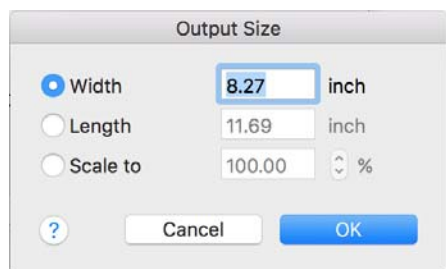 Output Size
Width 8.27 inch
Length 11.69 inch
Scale to 100.00 %
? Cancel OK